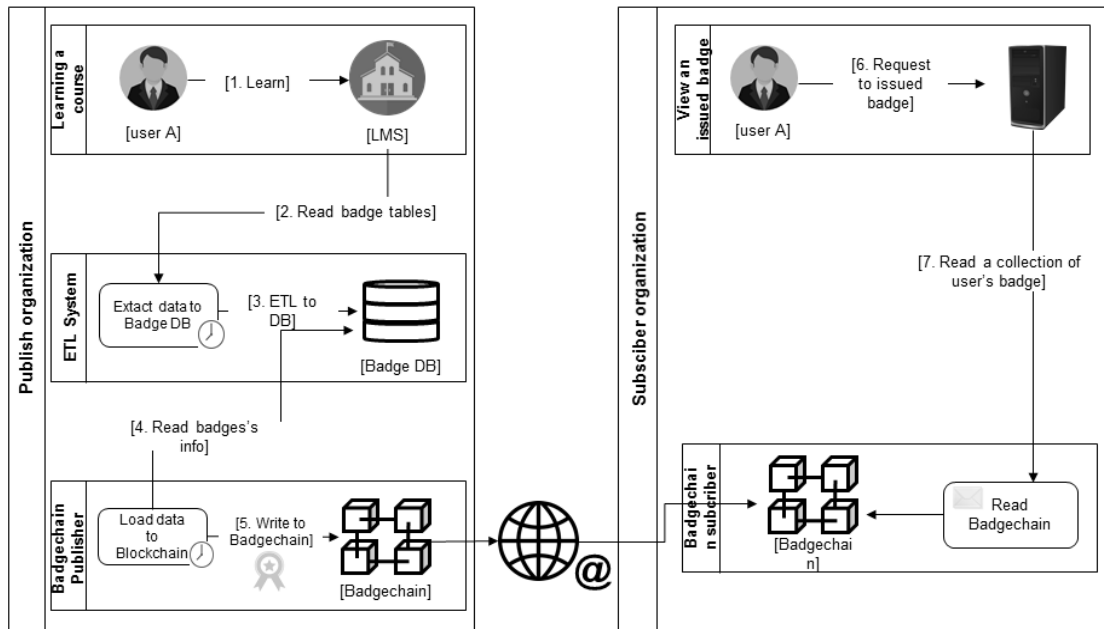 Publish organization
Learning a
course
[user A]
[1. Learn]
[LMS]
[2. Read badge tables]
ETL System
Extact data to
Badge DB
[3. ETL to
DB]
[Badge DB]
[4. Read badges's
info]
Badgechain
Publisher
Load data
to
Blockchain
[5. Write to
Badgechain]
[Badgechain]
@
Subsciber organization
View an
issued badge
[user A]
[6. Request
to issued
badge]
[7. Read a collection of
user's badge]
Badgechai
n subcriber
[Badgechai
n]
Read
Badgechain